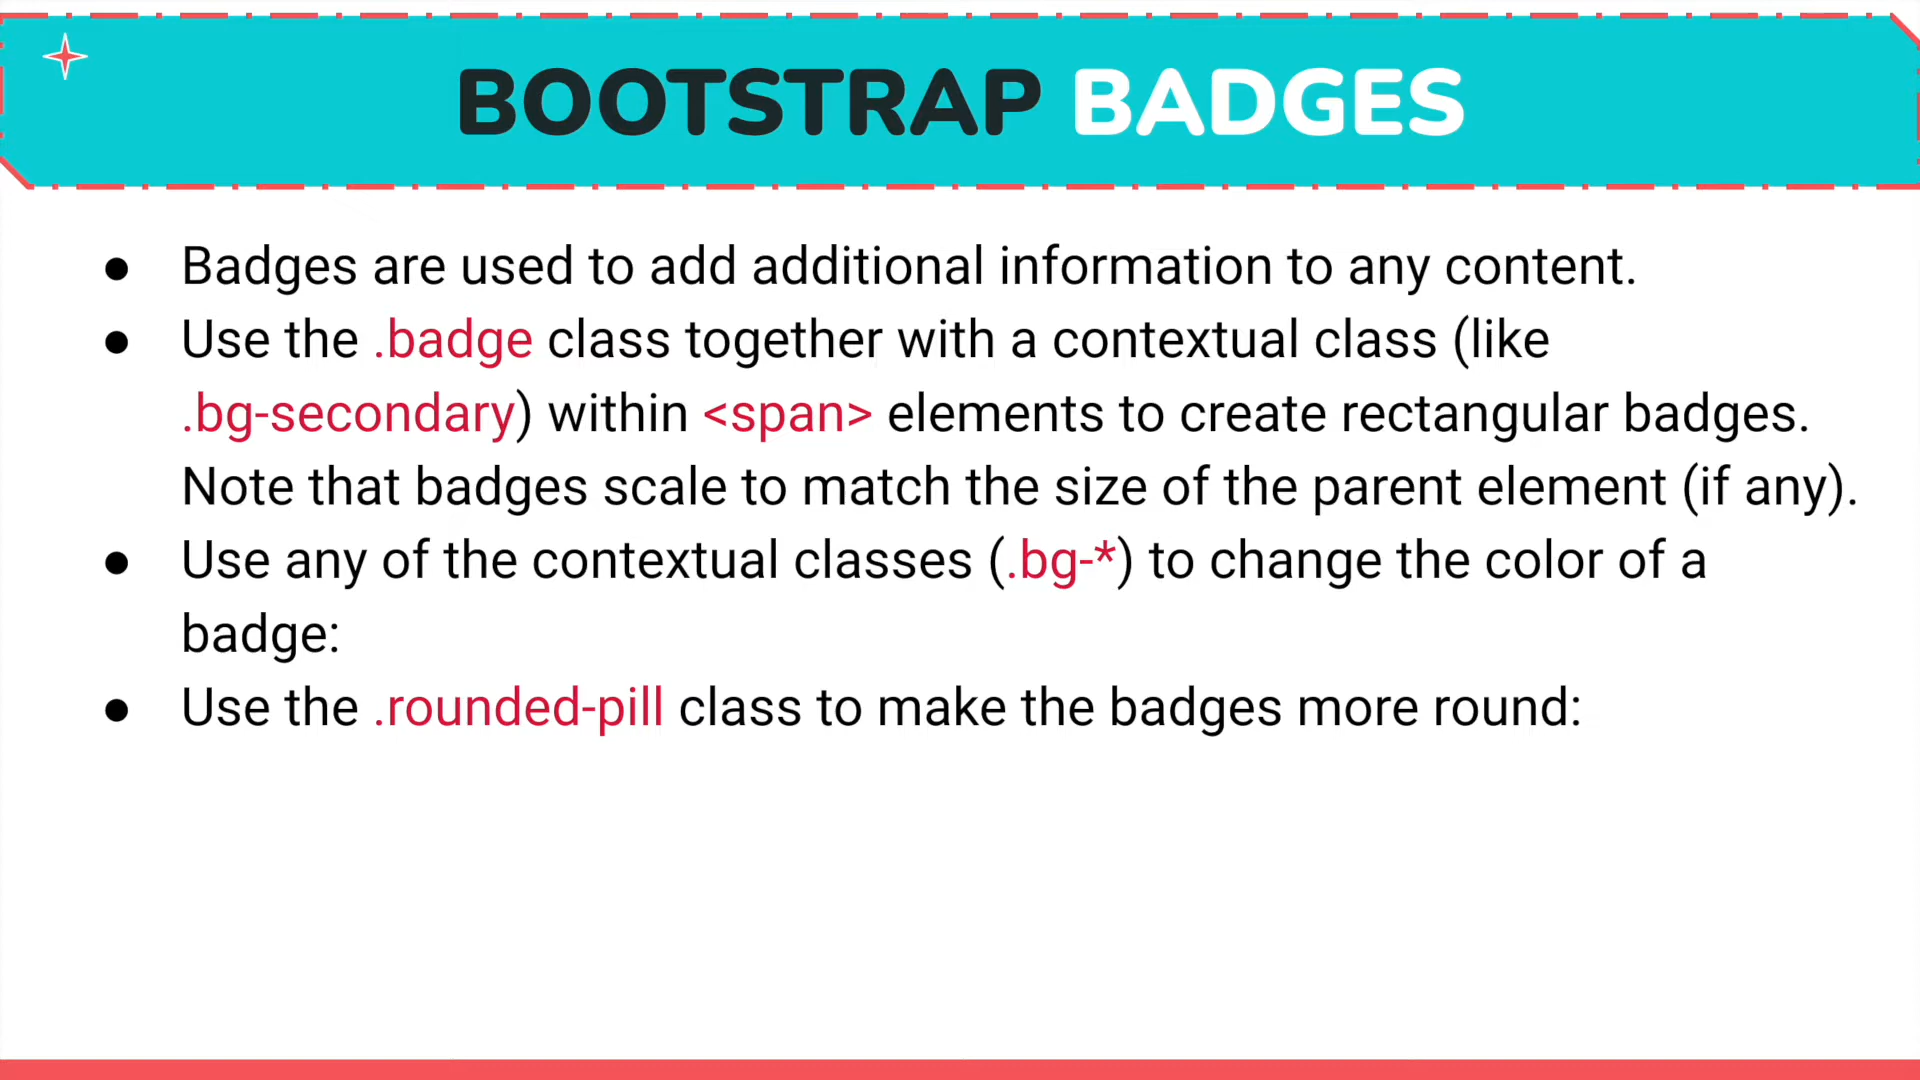 BOOTSTRAP BADGES
● Badges are used to add additional information to any content.
● Use the .badge class together with a contextual class (like
.bg-secondary) within <span> elements to create rectangular badges.
Note that badges scale to match the size of the parent element (if any).
● Use any of the contextual classes (.bg-*) to change the color of a
badge:
● Use the .rounded-pill class to make the badges more round: